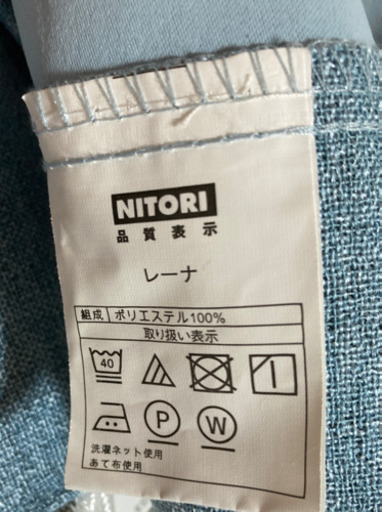 NITORI
品質表示
レーナ
組成 ポリエステル100%
取り扱い表示
40
P W
洗濯ネット使用
あて布使用